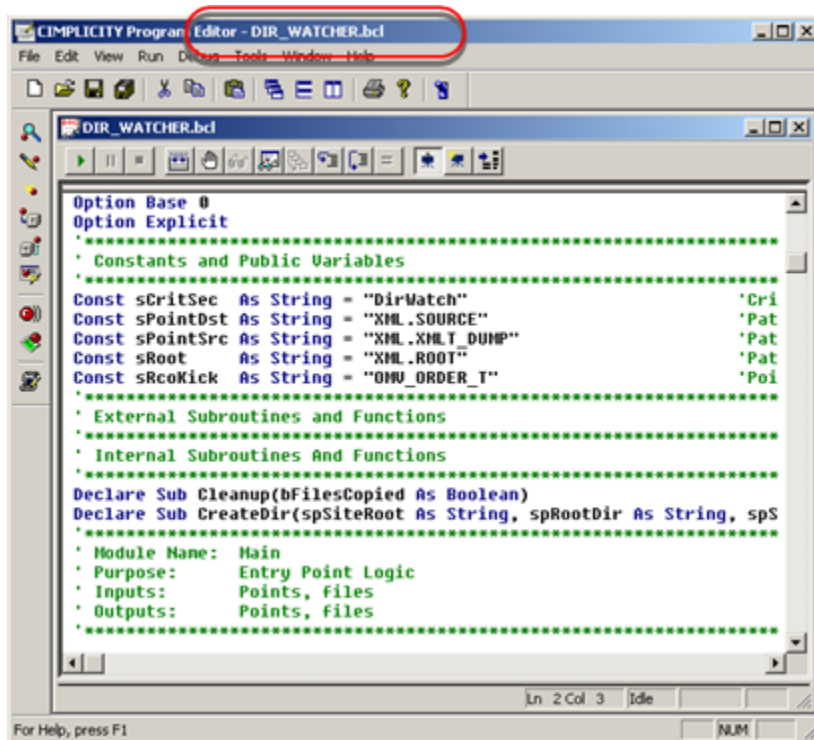 CIMPLICITY Program Editor - DIR_WATCHER.bcl
File Edit View Run Debug Tools Window Help
DIR_WATCHER.bcl
Option Base 0
Option Explicit
'*******************************************************************
' Constants and Public Variables
'*******************************************************************
Const sCritSec As String = "DirWatch" 'Cri
Const sPointDst As String = "XML.SOURCE" 'Pat
Const sPointSrc As String = "XML.XMLT_DUMP" 'Pat
Const sRoot As String = "XML.ROOT" 'Pat
Const sRcoKick As String = "OMV_ORDER_T" 'Poi
'*******************************************************************
' External Subroutines and Functions
'*******************************************************************
' Internal Subroutines And Functions
'*******************************************************************
Declare Sub Cleanup(bFilesCopied As Boolean)
Declare Sub CreateDir(spSiteRoot As String, spRootDir As String, spS
'*******************************************************************
' Module Name: Main
' Purpose: Entry Point Logic
' Inputs: Points, Files
' Outputs: Points, Files
'*******************************************************************
Ln 2 Col 3 Idle
For Help, press F1 NUM